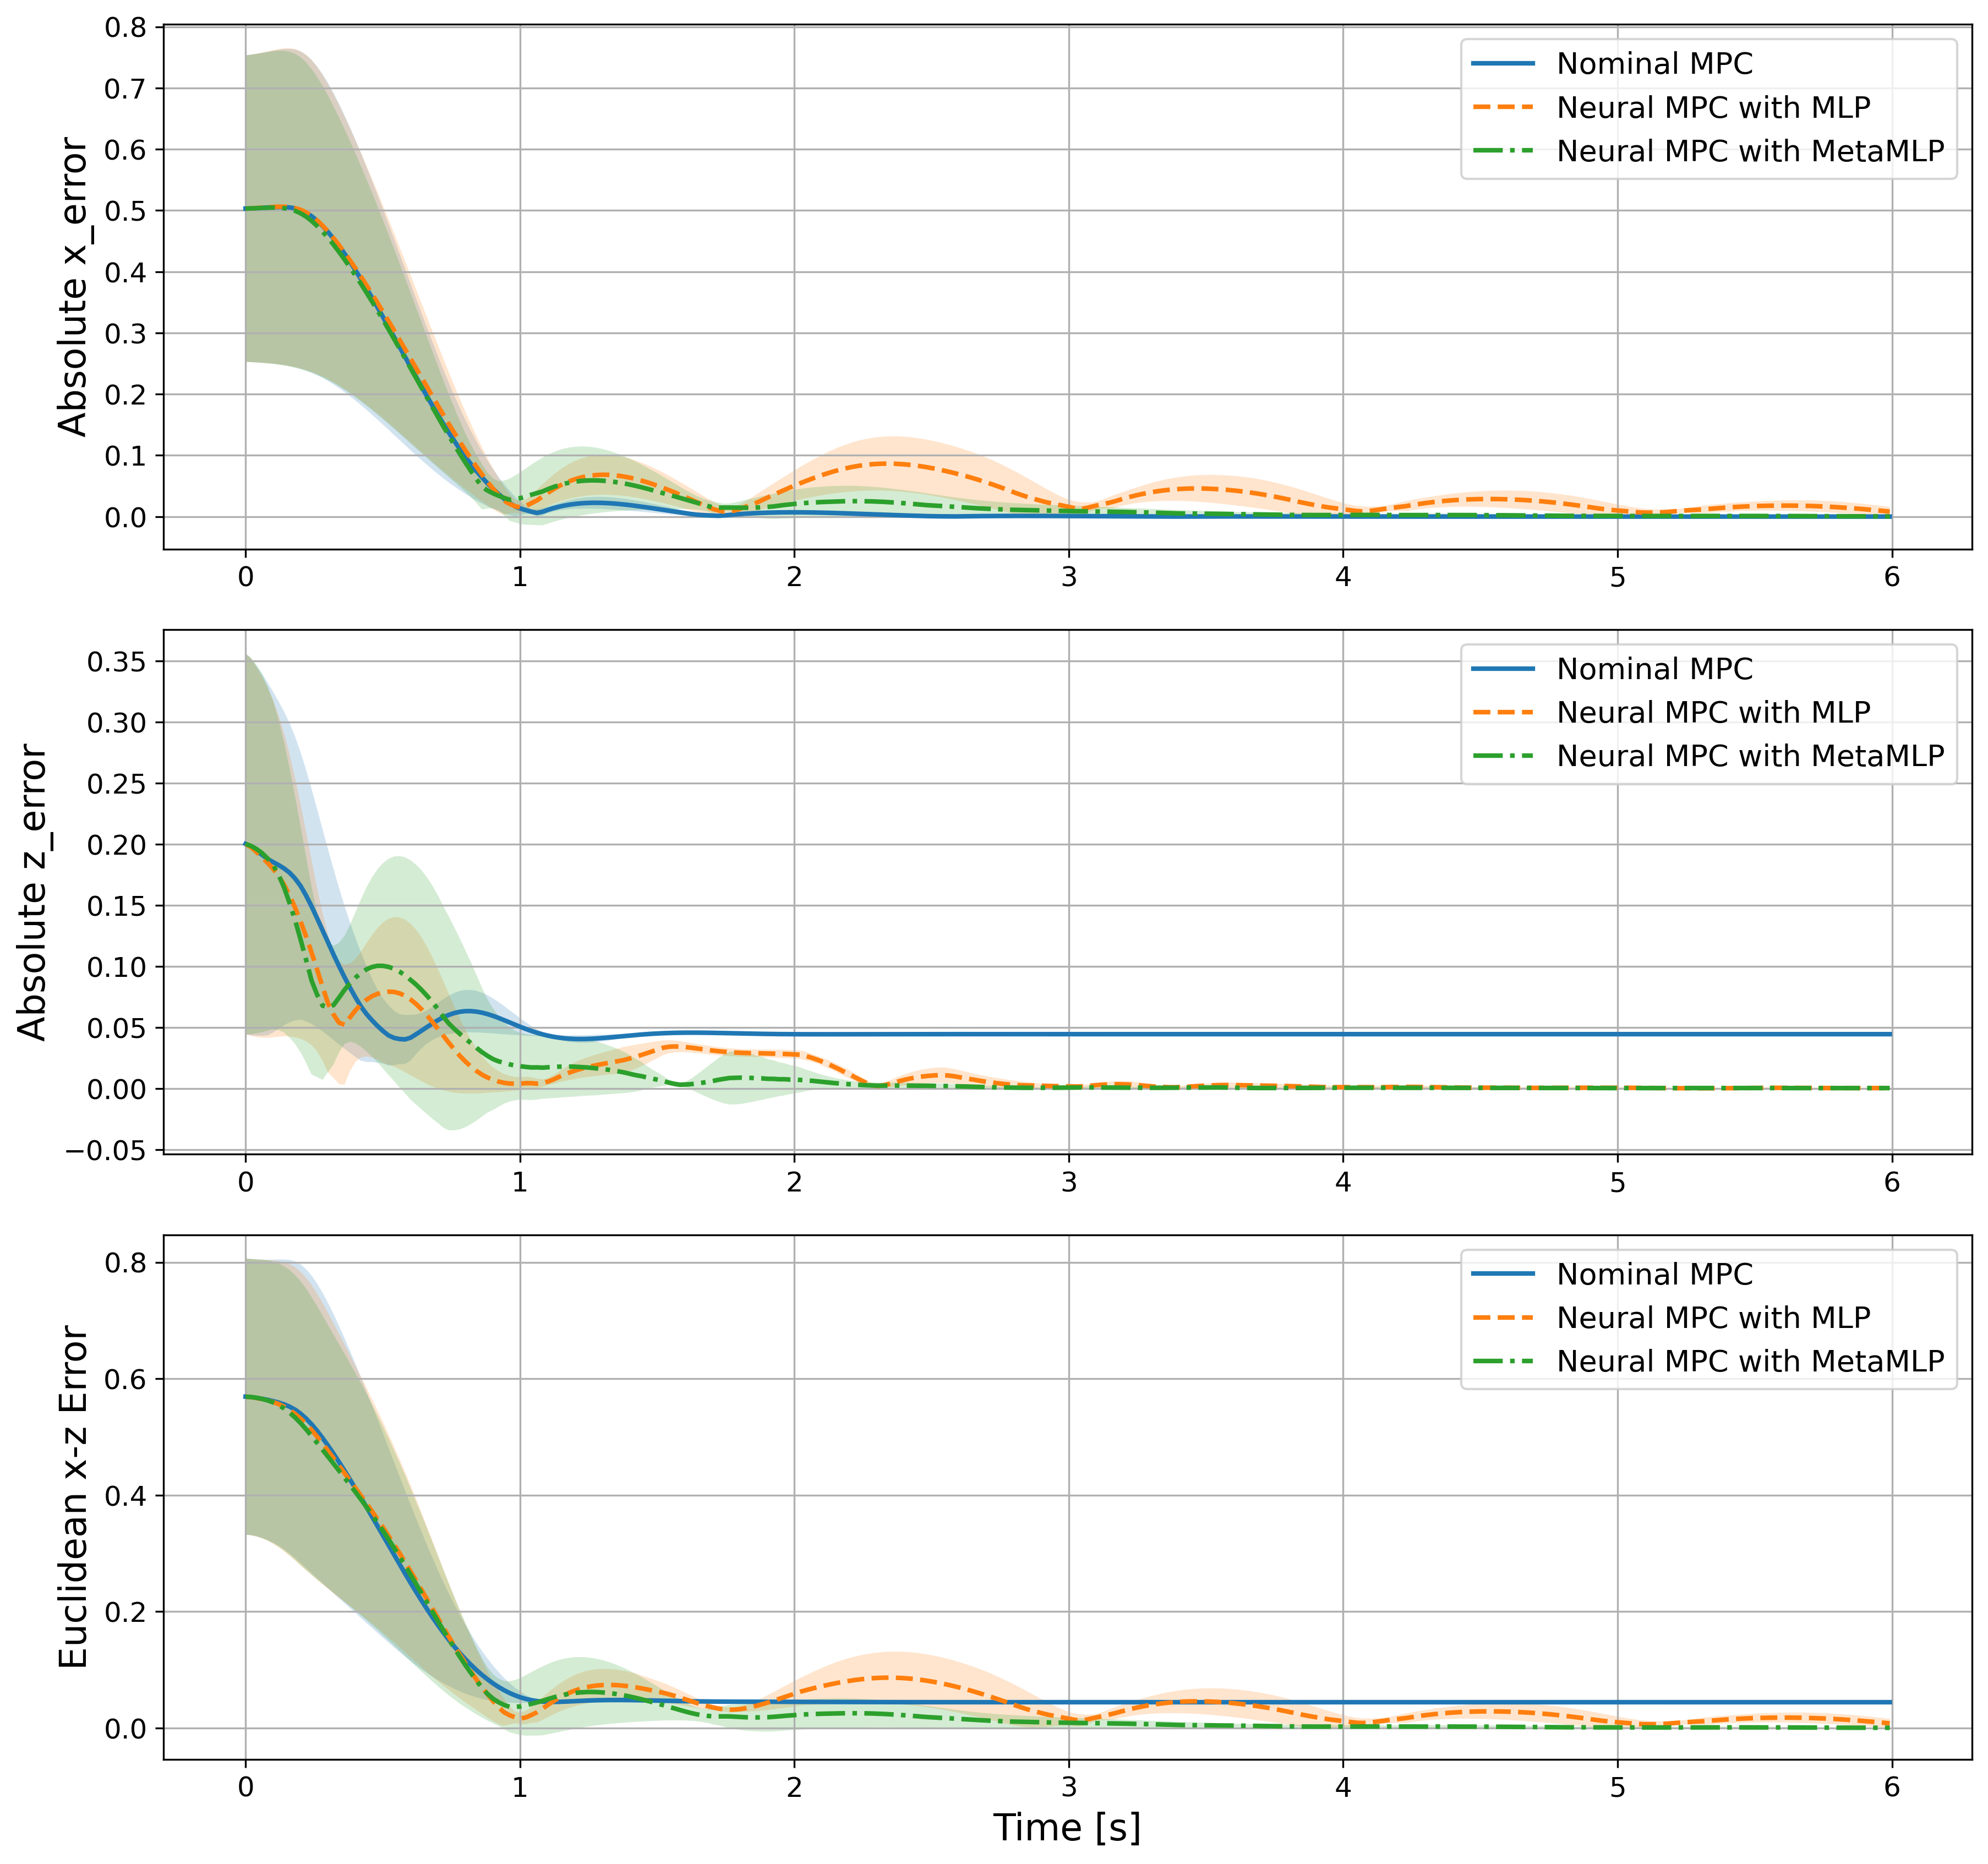 Absolute x_error
0.8
0.7
0.6
0.5
0.4
0.3
0.2
0.1
0.0
Nominal MPC
Neural MPC with MLP
Neural MPC with MetaMLP
0 1 2 3 4 5 6
Absolute z_error
0.35
0.30
0.25
0.20
0.15
0.10
0.05
0.00
−0.05
Nominal MPC
Neural MPC with MLP
Neural MPC with MetaMLP
0 1 2 3 4 5 6
Euclidean x-z Error
0.8
0.6
0.4
0.2
0.0
Nominal MPC
Neural MPC with MLP
Neural MPC with MetaMLP
0 1 2 3 4 5 6
Time [s]